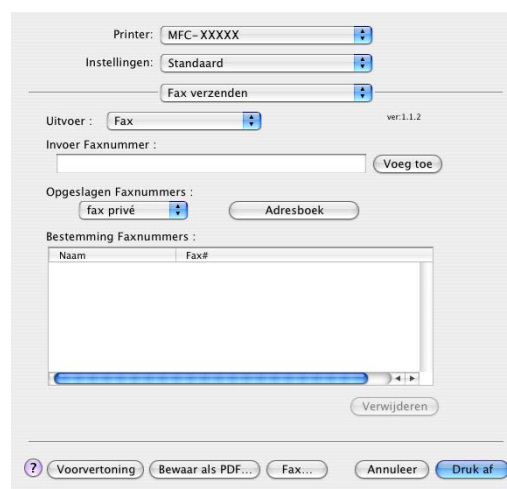 Printer: MFC-XXXXX
Instellingen: Standaard
Fax verzenden
Uitvoer : Fax ver:1.1.2
Invoer Faxnummer :
Voeg toe
Opgeslagen Faxnummers :
fax privé Adresboek
Bestemming Faxnummers :
Naam Fax#
Verwijderen
? Voorvertoning Bewaar als PDF... Fax... Annuleer Druk af